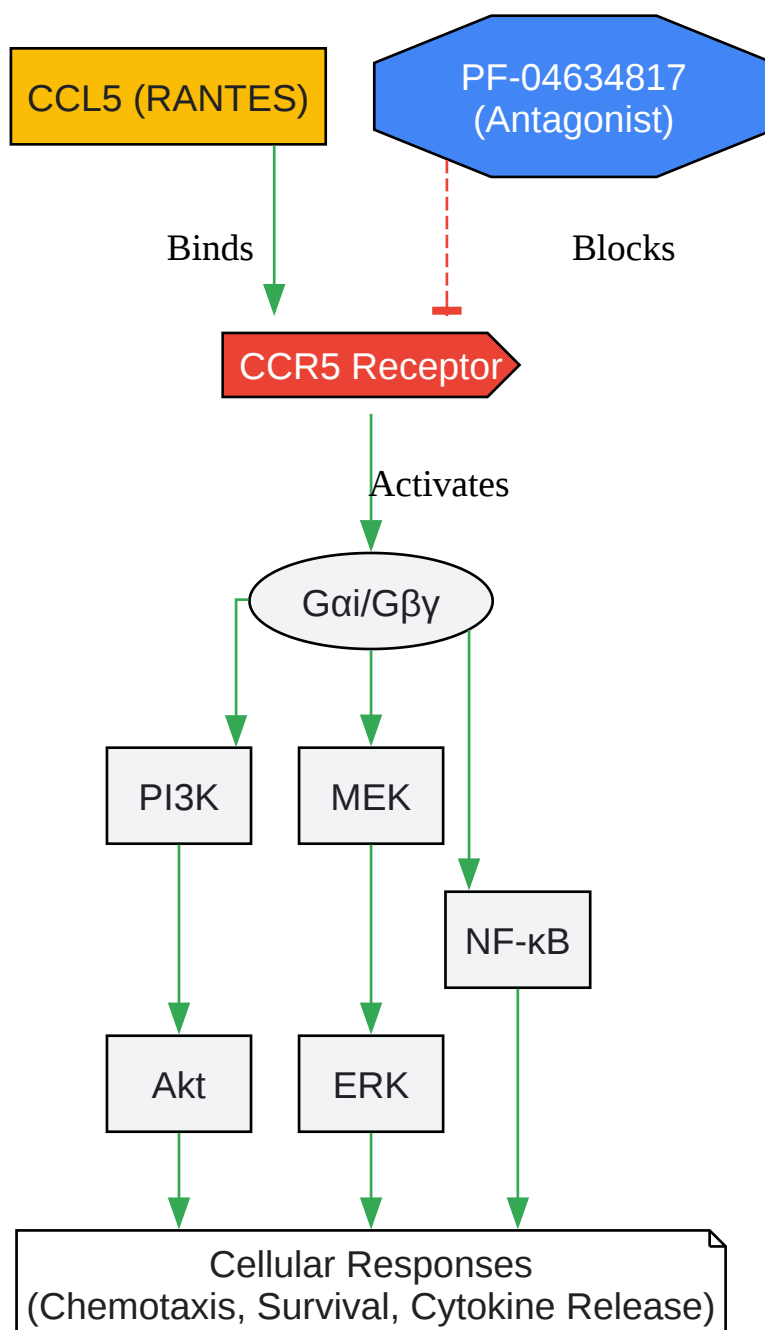 CCL5 (RANTES)
PF-04634817
(Antagonist)
Binds
Blocks
CCR5 Receptor
Activates
Gαi/Gβγ
PI3K
MEK
NF-κB
Akt
ERK
Cellular Responses
(Chemotaxis, Survival, Cytokine Release)